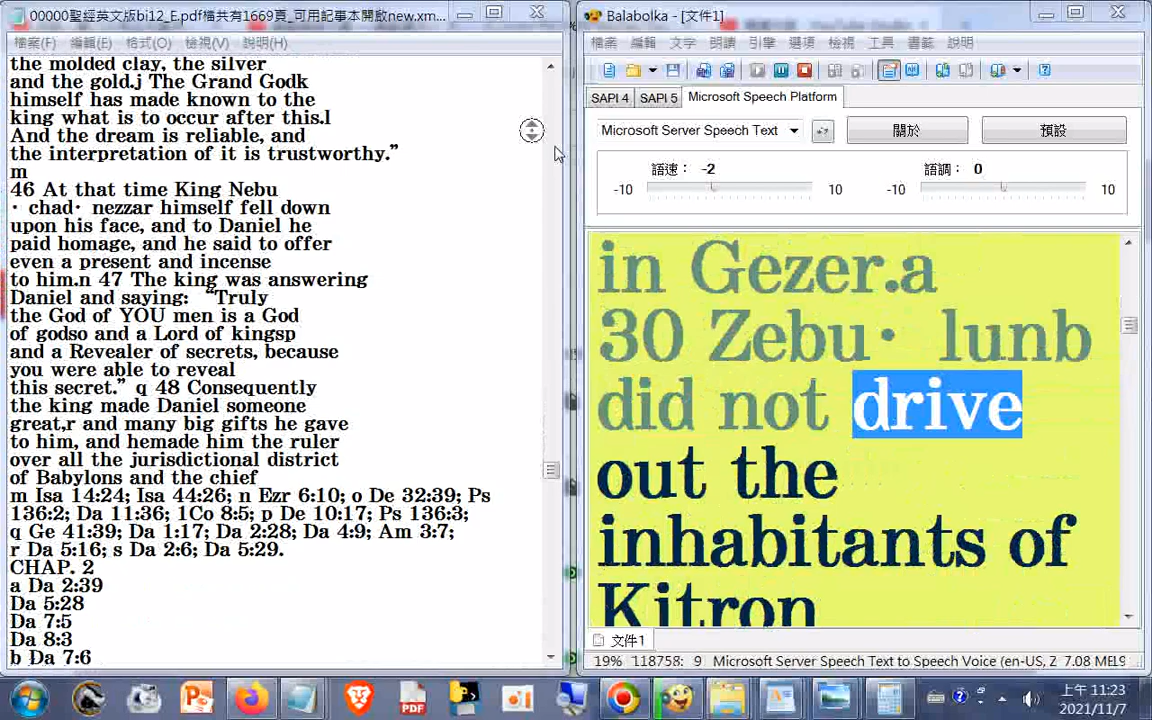 00000聖經英文版bi12_E.pdf檔共有1669頁_可用記事本開啟new.xm...
檔案(F) 編輯(E) 格式(O) 檢視(V) 說明(H)
the molded clay, the silver
and the gold.j The Grand Godk
himself has made known to the
king what is to occur after this.l
And the dream is reliable, and
the interpretation of it is trustworthy.”
m
46 At that time King Nebu
· chad· nezzar himself fell down
upon his face, and to Daniel he
paid homage, and he said to offer
even a present and incense
to him.n 47 The king was answering
Daniel and saying: “Truly
the God of YOU men is a God
of godso and a Lord of kingsp
and a Revealer of secrets, because
you were able to reveal
this secret.” q 48 Consequently
the king made Daniel someone
great,r and many big gifts he gave
to him, and hemade him the ruler
over all the jurisdictional district
of Babylons and the chief
m Isa 14:24; Isa 44:26; n Ezr 6:10; o De 32:39; Ps
136:2; Da 11:36; 1Co 8:5; p De 10:17; Ps 136:3;
q Ge 41:39; Da 1:17; Da 2:28; Da 4:9; Am 3:7;
r Da 5:16; s Da 2:6; Da 5:29.
CHAP. 2
a Da 2:39
Da 5:28
Da 7:5
Da 8:3
b Da 7:6
Balabolka - [文件1]
檔案 編輯 文字 朗讀 引擎 選項 檢視 工具 書籤 說明
SAPI 4 SAPI 5 Microsoft Speech Platform
Microsoft Server Speech Text 關於 預設
語速： -2 語調： 0
-10 10 -10 10
in Gezer.a
30 Zebu· lunb
did not drive
out the
inhabitants of
Kitron
文件1
19% 118758: 9 Microsoft Server Speech Text to Speech Voice (en-US, Z 7.08 ME
上午 11:23
2021/11/7